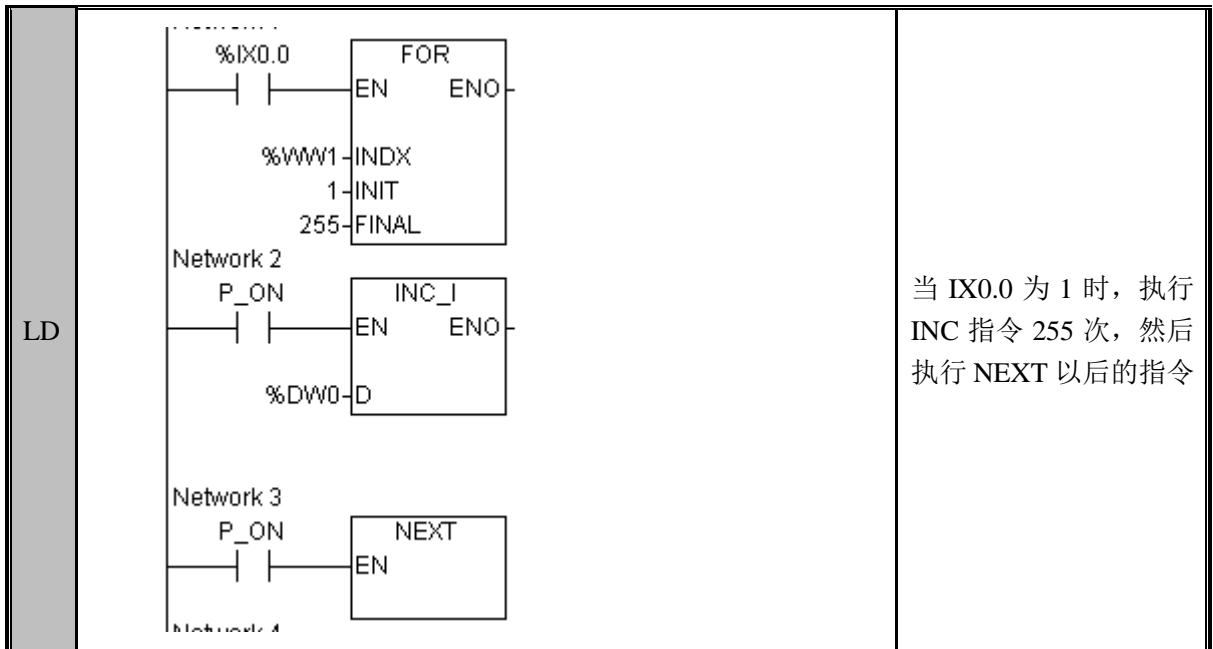 LD
%IX0.0
FOR
EN ENO
%WW1 INDX
1 INIT
255 FINAL
Network 2
P_ON
INC_I
EN ENO
%DW0 D
Network 3
P_ON
NEXT
EN
当 IX0.0 为 1 时，执行
INC 指令 255 次，然后
执行 NEXT 以后的指令